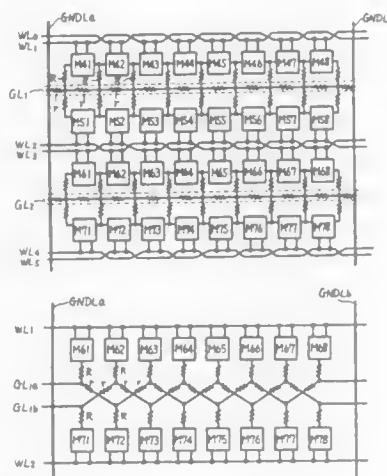 GNDLa GNDL
WL0
WL1
M41 M42 M43 M44 M45 M46 M47 M48
R
r r
GL1
r
M51 M52 M53 M54 M55 M56 M57 M58
WL2
WL3
M61 M62 M63 M64 M65 M66 M67 M68
GL2
M71 M72 M73 M74 M75 M76 M77 M78
WL4
WL5
GNDLa GNDLb
WL1
M61 M62 M63 M64 M65 M66 M67 M68
R R
GL1a r r
GL1b
R R
M71 M72 M73 M74 M75 M76 M77 M78
WL2